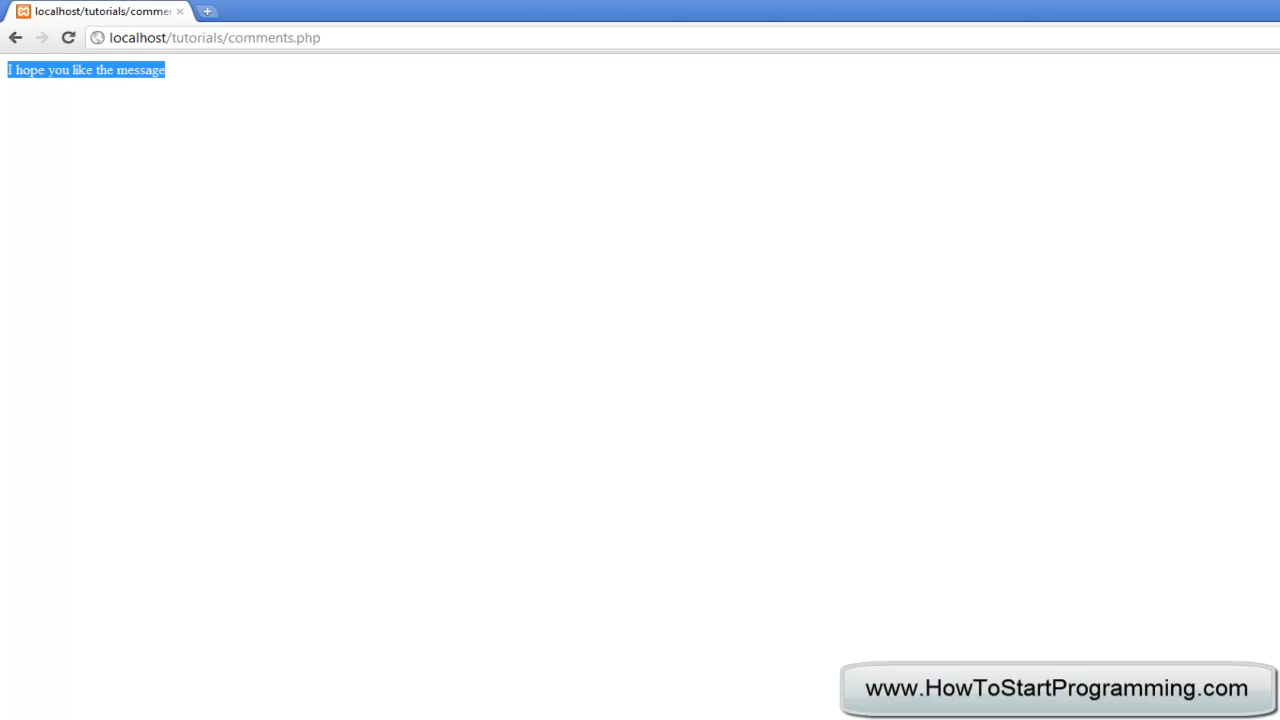 localhost/tutorials/comme
localhost/tutorials/comments.php
I hope you like the message
www.HowToStartProgramming.com